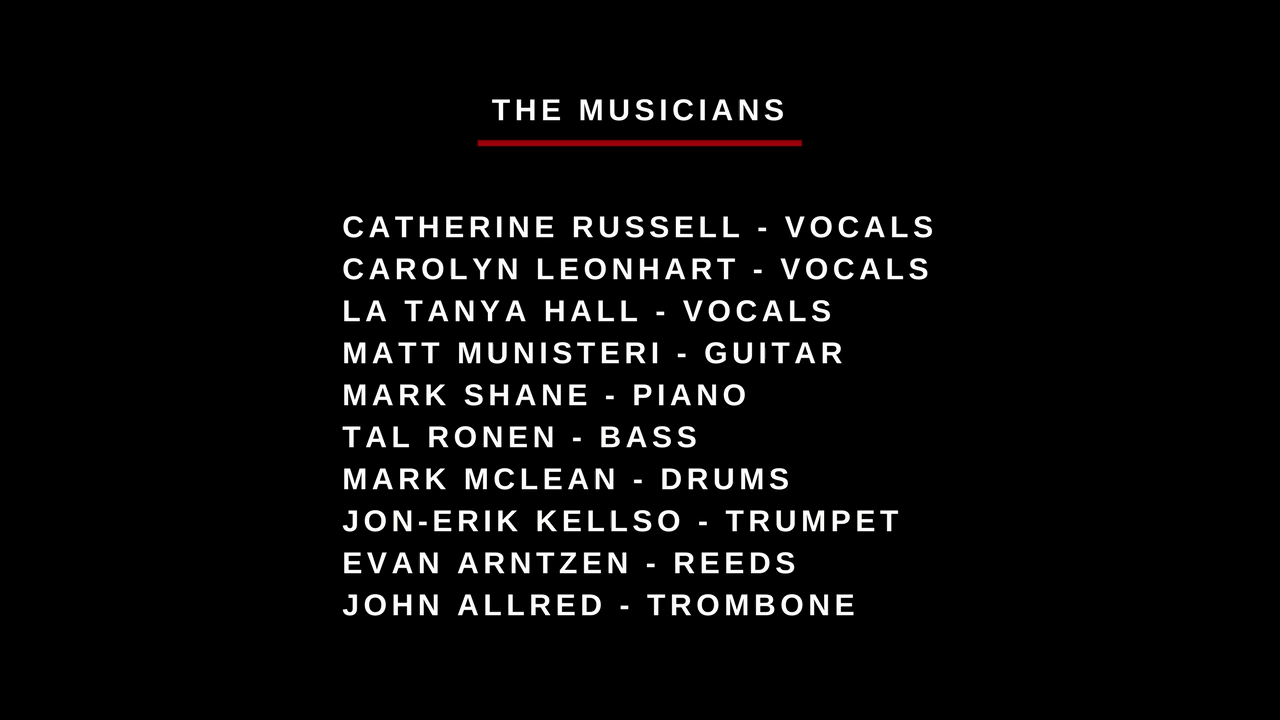 THE MUSICIANS
CATHERINE RUSSELL - VOCALS
CAROLYN LEONHART - VOCALS
LA TANYA HALL - VOCALS
MATT MUNISTERI - GUITAR
MARK SHANE - PIANO
TAL RONEN - BASS
MARK MCLEAN - DRUMS
JON-ERIK KELLSO - TRUMPET
EVAN ARNTZEN - REEDS
JOHN ALLRED - TROMBONE